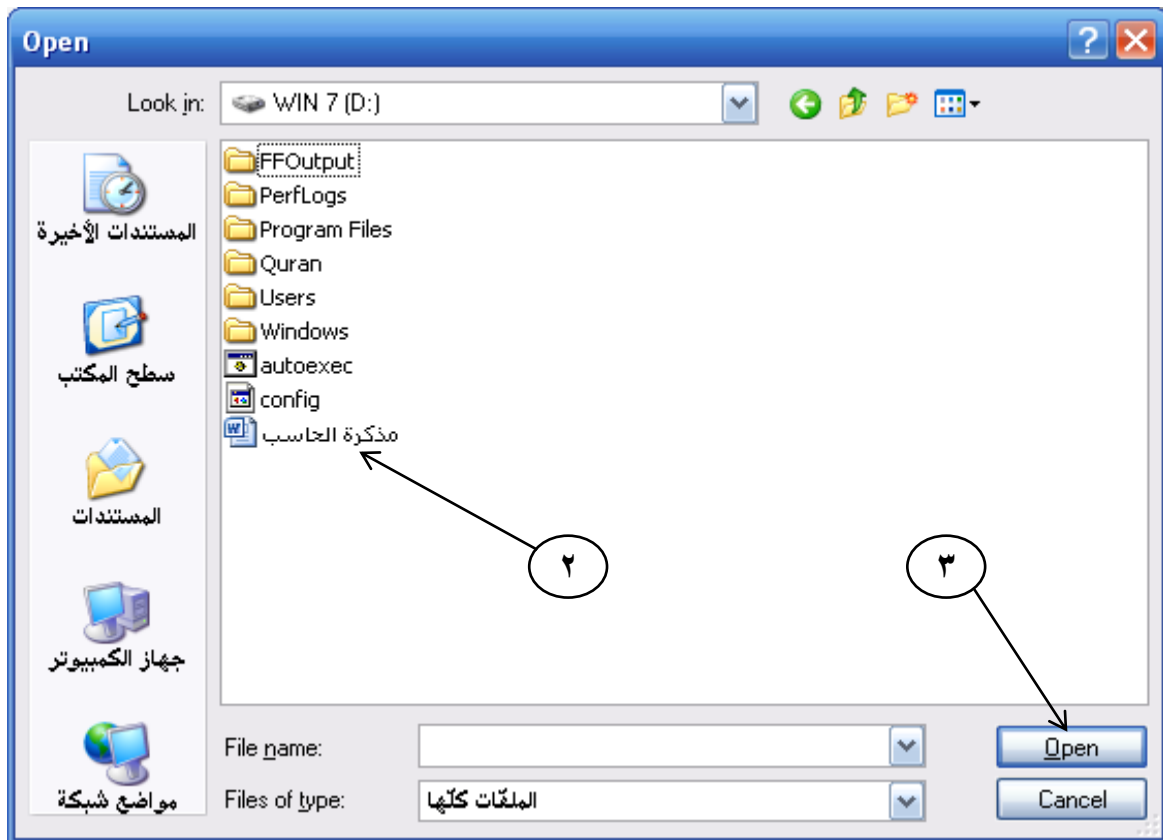 Open
Look in: WIN 7 (D:)
FFOutput
PerfLogs
Program Files
Quran
Users
Windows
autoexec
config
مذكرة الحاسب
المستندات الأخيرة
سطح المكتب
المستندات
جهاز الكمبيوتر
مواضع شبكة
٢
٣
File name:
Open
Files of type: الملفّات كلّها
Cancel